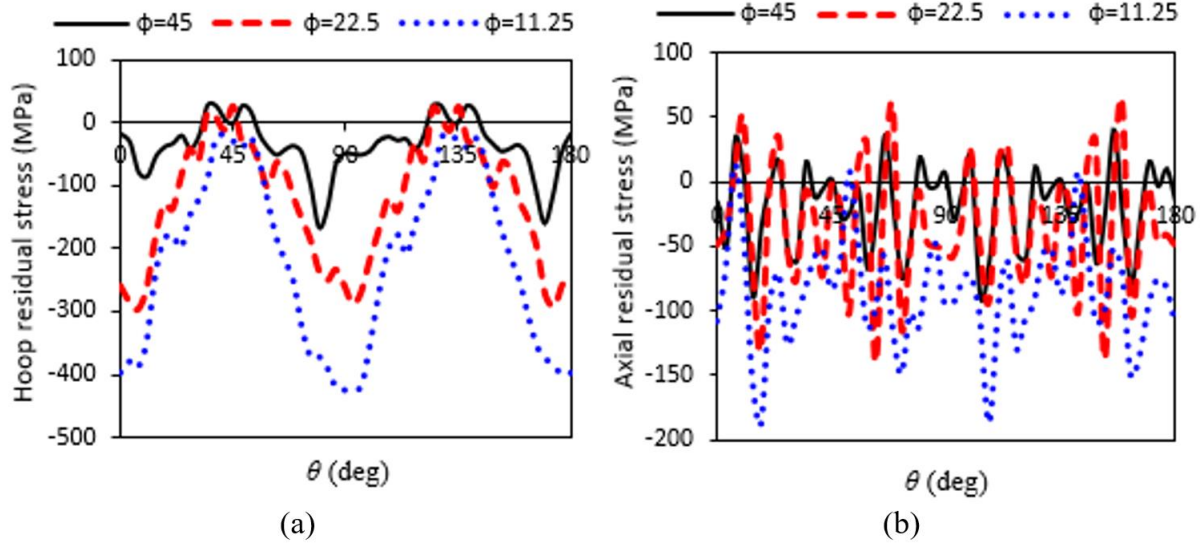 ϕ=45 ϕ=22.5 ϕ=11.25
100
0
-100
-200
-300
-400
-500
0 45 90 135 180
Hoop residual stress (MPa)
θ (deg)
(a)
ϕ=45 ϕ=22.5 ϕ=11.25
100
50
0
-50
-100
-150
-200
0 45 90 135 180
Axial residual stress (MPa)
θ (deg)
(b)